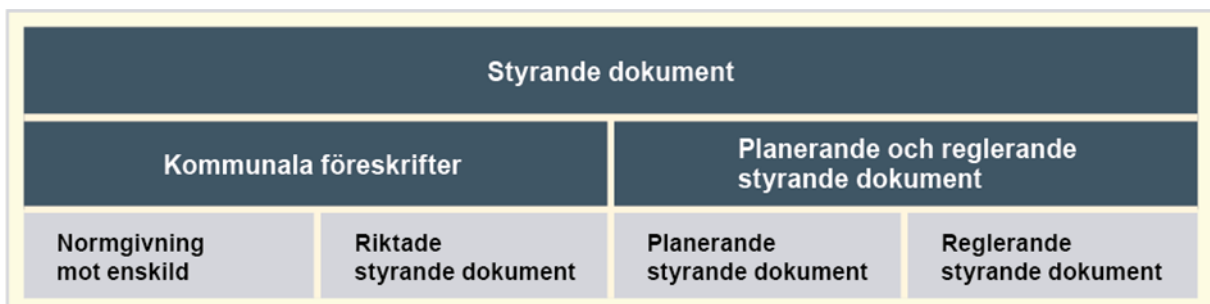 Styrande dokument
Kommunala föreskrifter
Planerande och reglerande
styrande dokument
Normgivning
mot enskild
Riktade
styrande dokument
Planerande
styrande dokument
Reglerande
styrande dokument